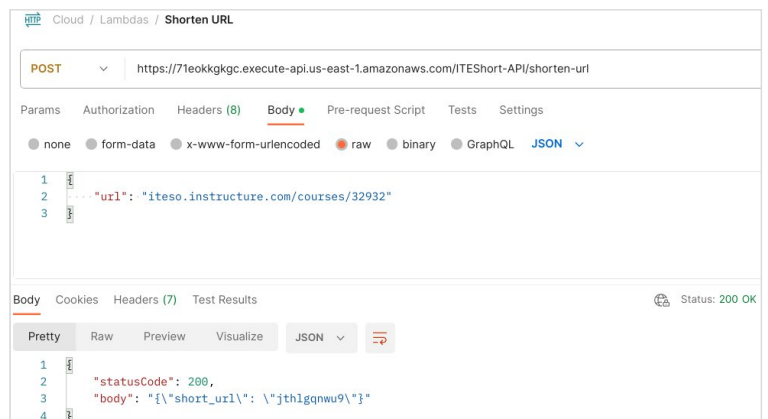 HTTP Cloud / Lambdas / Shorten URL
POST https://71eokkgkgc.execute-api.us-east-1.amazonaws.com/ITEShort-API/shorten-url
Params Authorization Headers (8) Body Pre-request Script Tests Settings
none form-data x-www-form-urlencoded raw binary GraphQL JSON
1 {
2 "url": "iteso.instructure.com/courses/32932"
3 }
Body Cookies Headers (7) Test Results Status: 200 OK
Pretty Raw Preview Visualize JSON
1 {
2 "statusCode": 200,
3 "body": "{\"short_url\": \"jthlgqnwu9\"}"
4 }